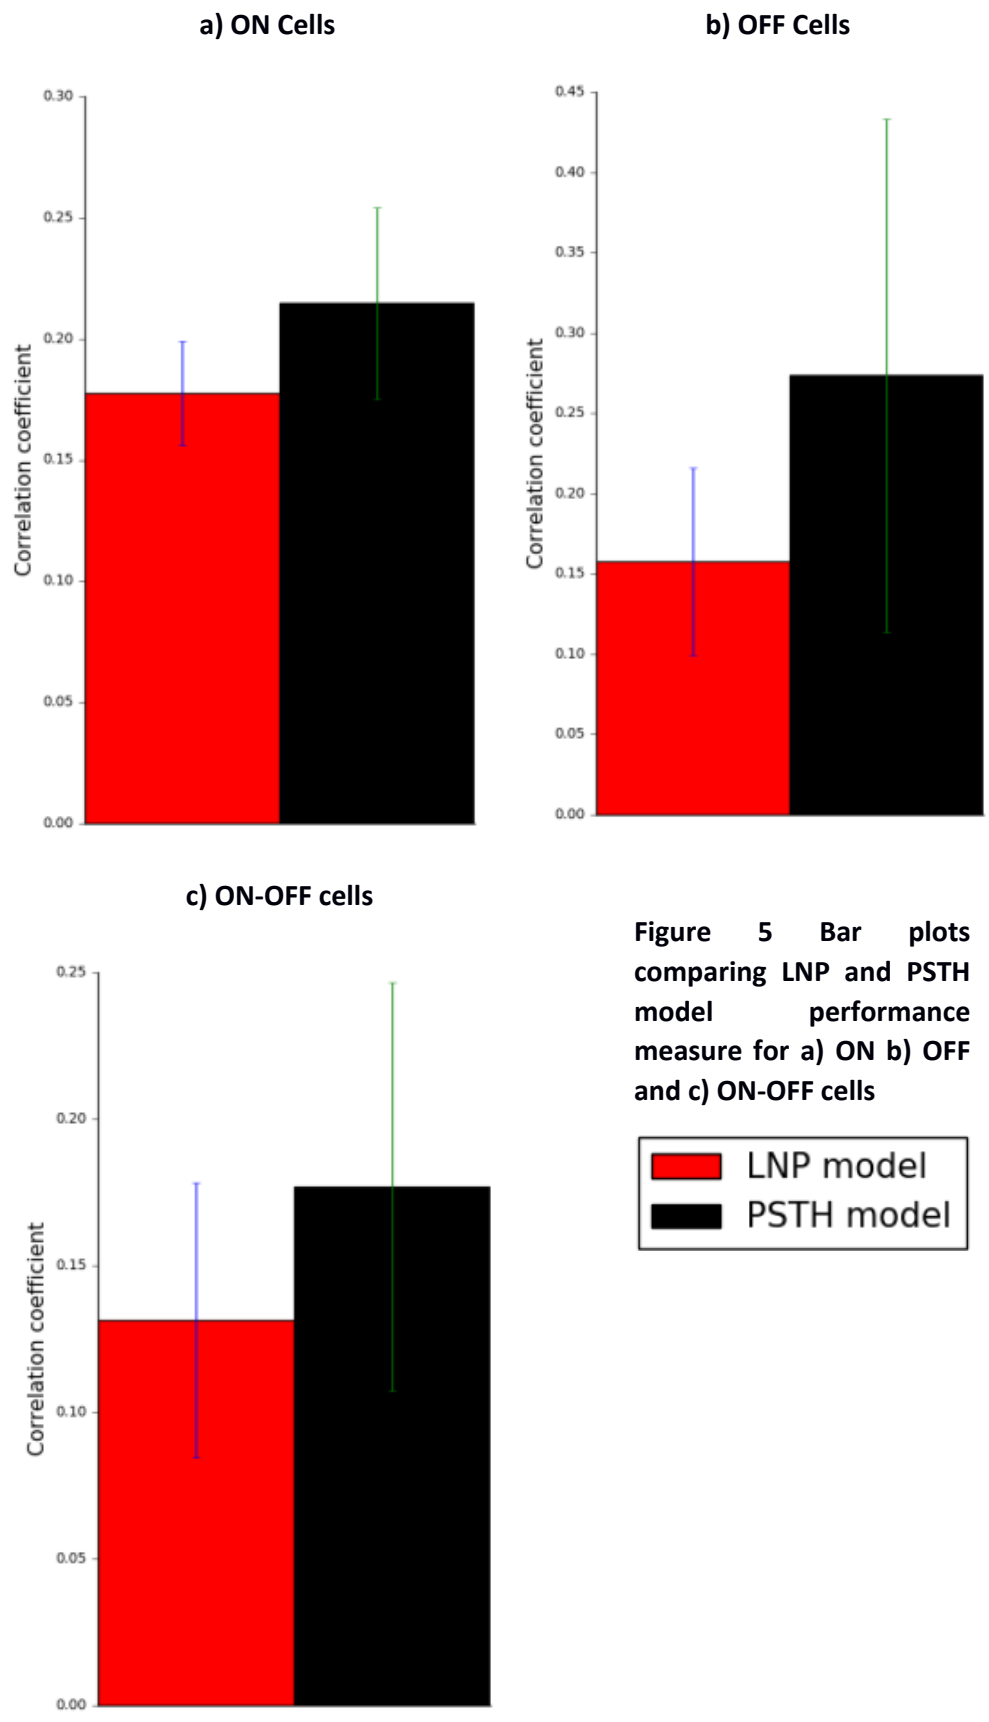 a) ON Cells
0.30
0.25
0.20
0.15
0.10
0.05
0.00
Correlation coefficient
b) OFF Cells
0.45
0.40
0.35
0.30
0.25
0.20
0.15
0.10
0.05
0.00
Correlation coefficient
c) ON-OFF cells
0.25
0.20
0.15
0.10
0.05
0.00
Correlation coefficient
Figure 5 Bar plots
comparing LNP and PSTH
model performance
measure for a) ON b) OFF
and c) ON-OFF cells
LNP model
PSTH model